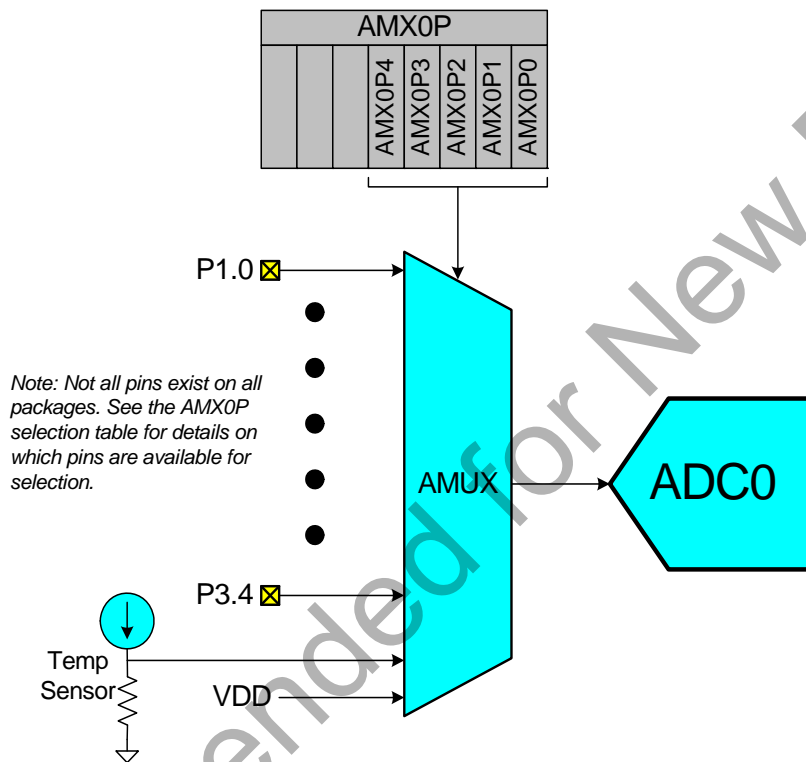 AMX0P
AMX0P4
AMX0P3
AMX0P2
AMX0P1
AMX0P0
P1.0
Note: Not all pins exist on all
packages. See the AMX0P
selection table for details on
which pins are available for
selection.
AMUX
ADC0
P3.4
Temp
Sensor
VDD
ended for New